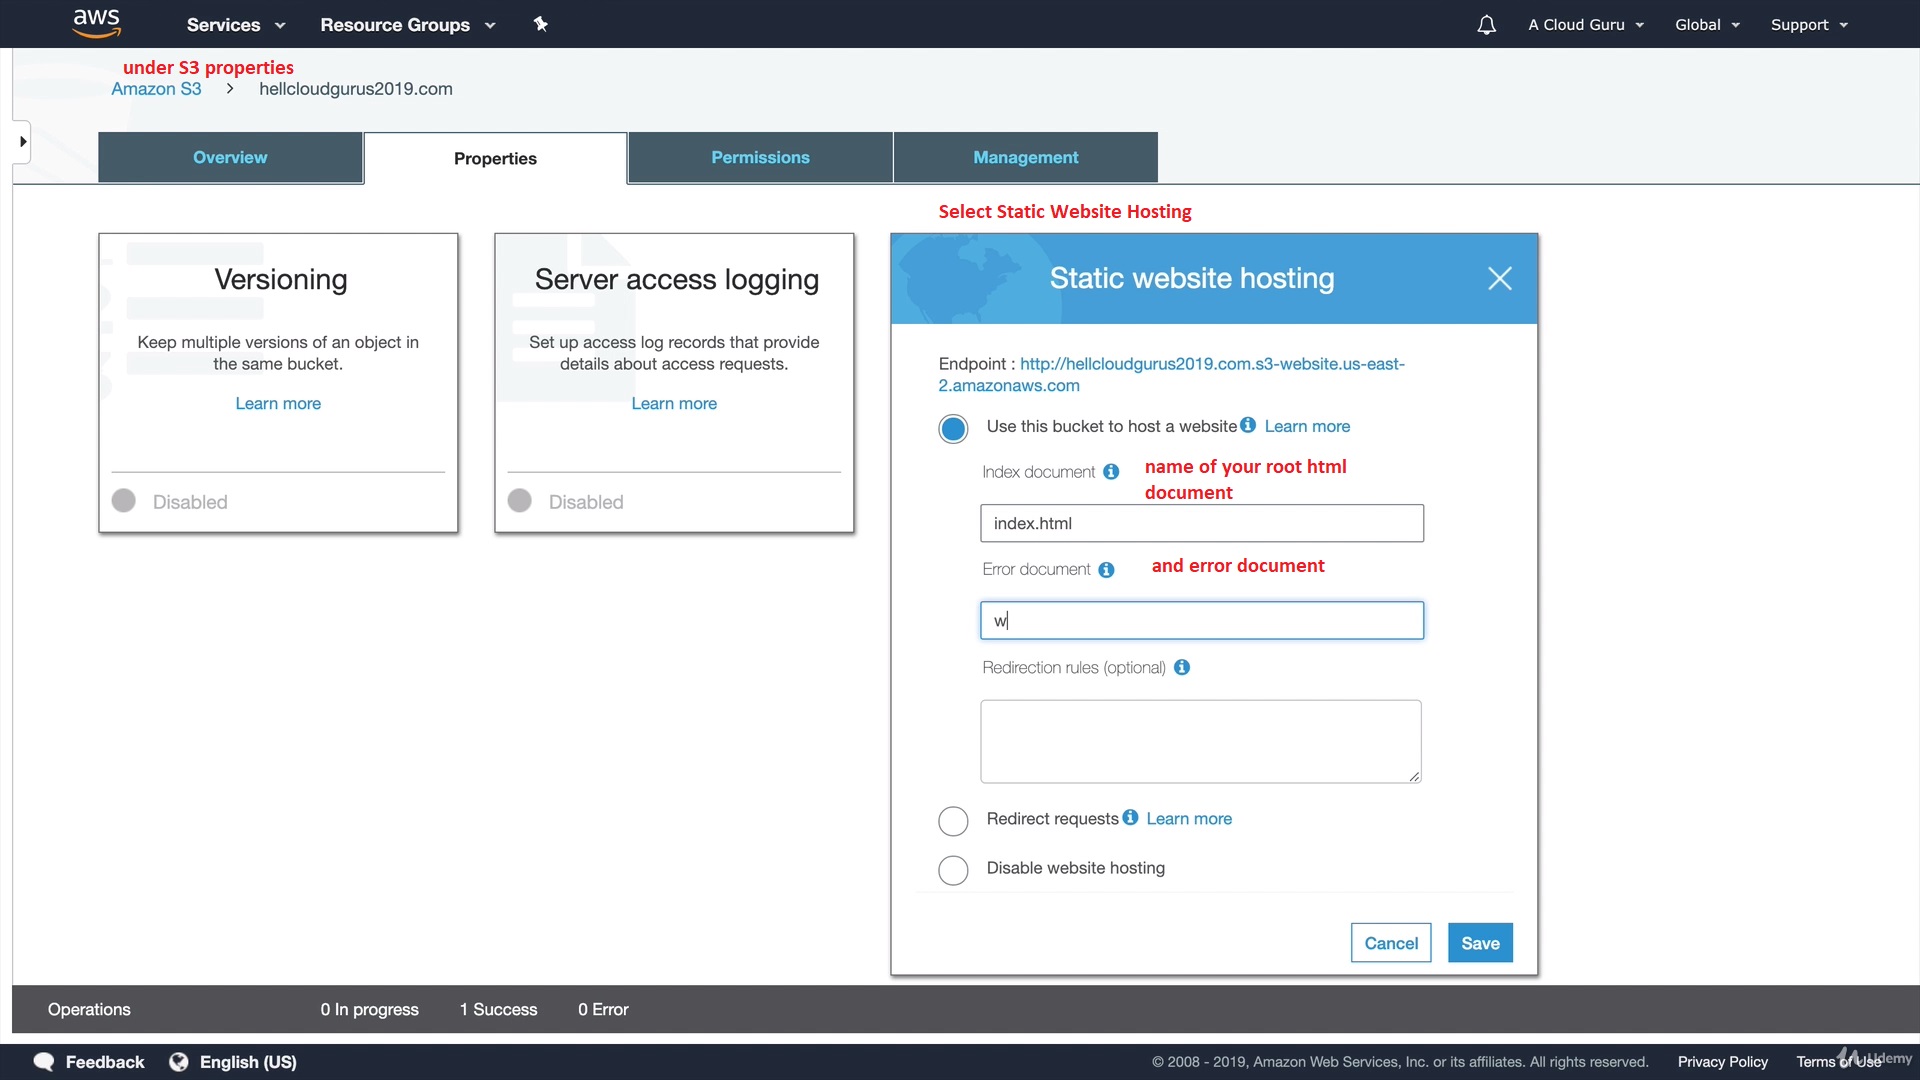 aws Services Resource Groups A Cloud Guru Global Support
under S3 properties
Amazon S3 > hellcloudgurus2019.com
Overview Properties Permissions Management
Select Static Website Hosting
Versioning
Keep multiple versions of an object in
the same bucket.
Learn more
Disabled
Server access logging
Set up access log records that provide
details about access requests.
Learn more
Disabled
Static website hosting
Endpoint : http://hellcloudgurus2019.com.s3-website.us-east-
2.amazonaws.com
Use this bucket to host a website Learn more
Index document
name of your root html
document
index.html
Error document and error document
w
Redirection rules (optional)
Redirect requests Learn more
Disable website hosting
Cancel Save
Operations 0 In progress 1 Success 0 Error
Feedback English (US) © 2008 - 2019, Amazon Web Services, Inc. or its affiliates. All rights reserved. Privacy Policy Terms of Use
Udemy